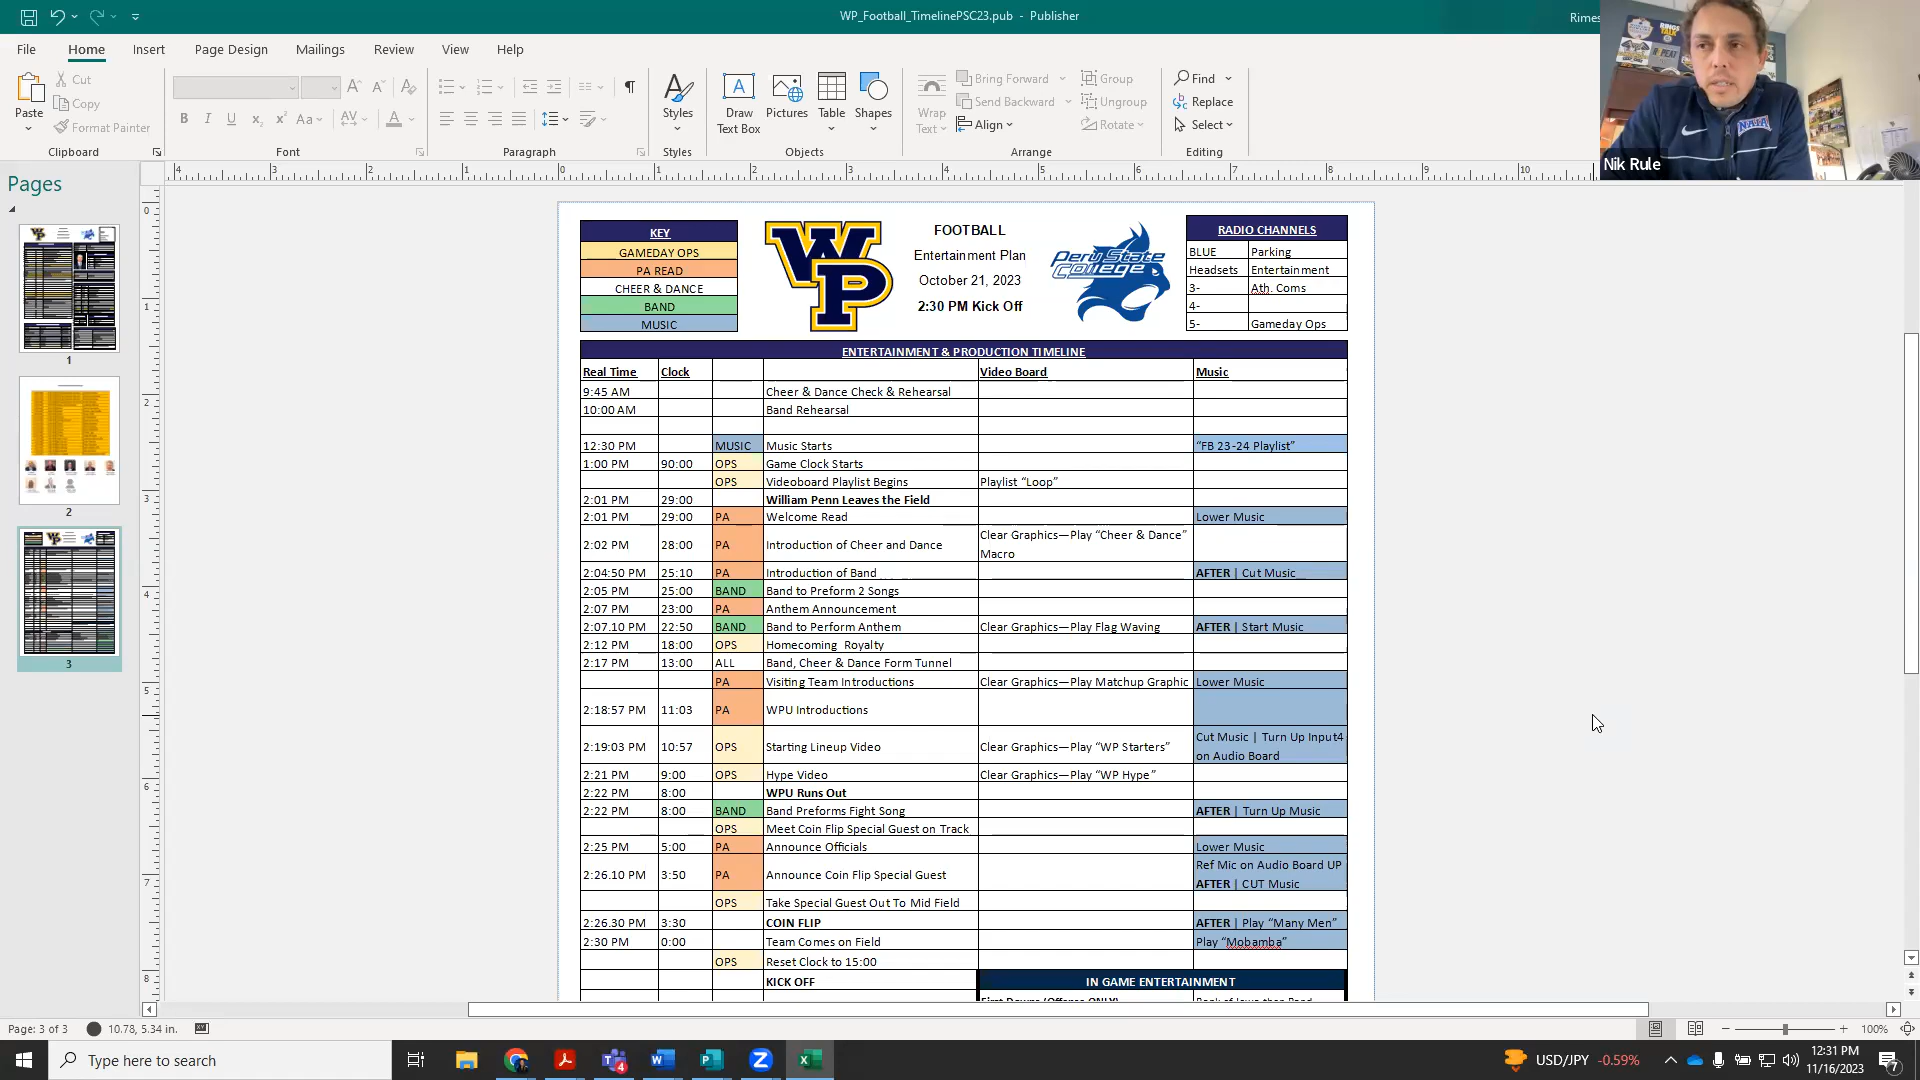 WP_Football_TimelinePSC23.pub - Publisher
Rimes
File Home Insert Page Design Mailings Review View Help
Paste
Cut
Copy
Format Painter
Clipboard
Font
Paragraph
Styles
Styles
Draw Text Box
Pictures
Table
Shapes
Objects
Wrap Text
Bring Forward
Send Backward
Align
Group
Ungroup
Rotate
Arrange
Find
Replace
Select
Editing
Nik Rule
NAIA
Pages
1
2
3
KEY
GAMEDAY OPS
PA READ
CHEER & DANCE
BAND
MUSIC
WP
FOOTBALL
Entertainment Plan
October 21, 2023
2:30 PM Kick Off
Peru State College
RADIO CHANNELS
BLUE Parking
Headsets Entertainment
3- Ath. Coms
4-
5- Gameday Ops
ENTERTAINMENT & PRODUCTION TIMELINE
Real Time Clock Video Board Music
9:45 AM Cheer & Dance Check & Rehearsal
10:00 AM Band Rehearsal
12:30 PM MUSIC Music Starts “FB 23-24 Playlist”
1:00 PM 90:00 OPS Game Clock Starts
OPS Videoboard Playlist Begins Playlist “Loop”
2:01 PM 29:00 William Penn Leaves the Field
2:01 PM 29:00 PA Welcome Read Lower Music
2:02 PM 28:00 PA Introduction of Cheer and Dance Clear Graphics—Play “Cheer & Dance” Macro
2:04:50 PM 25:10 PA Introduction of Band AFTER | Cut Music
2:05 PM 25:00 BAND Band to Preform 2 Songs
2:07 PM 23:00 PA Anthem Announcement
2:07.10 PM 22:50 BAND Band to Perform Anthem Clear Graphics—Play Flag Waving AFTER | Start Music
2:12 PM 18:00 OPS Homecoming Royalty
2:17 PM 13:00 ALL Band, Cheer & Dance Form Tunnel
PA Visiting Team Introductions Clear Graphics—Play Matchup Graphic Lower Music
2:18:57 PM 11:03 PA WPU Introductions
2:19:03 PM 10:57 OPS Starting Lineup Video Clear Graphics—Play “WP Starters” Cut Music | Turn Up Input4 on Audio Board
2:21 PM 9:00 OPS Hype Video Clear Graphics—Play “WP Hype”
2:22 PM 8:00 WPU Runs Out
2:22 PM 8:00 BAND Band Preforms Fight Song AFTER | Turn Up Music
OPS Meet Coin Flip Special Guest on Track
2:25 PM 5:00 PA Announce Officials Lower Music
2:26.10 PM 3:50 PA Announce Coin Flip Special Guest Ref Mic on Audio Board UP AFTER | CUT Music
OPS Take Special Guest Out To Mid Field
2:26.30 PM 3:30 COIN FLIP AFTER | Play “Many Men”
2:30 PM 0:00 Team Comes on Field Play “Mobamba”
OPS Reset Clock to 15:00
KICK OFF IN GAME ENTERTAINMENT
Page: 3 of 3 10.78, 5.34 in. 100%
Type here to search
USD/JPY -0.59%
12:31 PM
11/16/2023